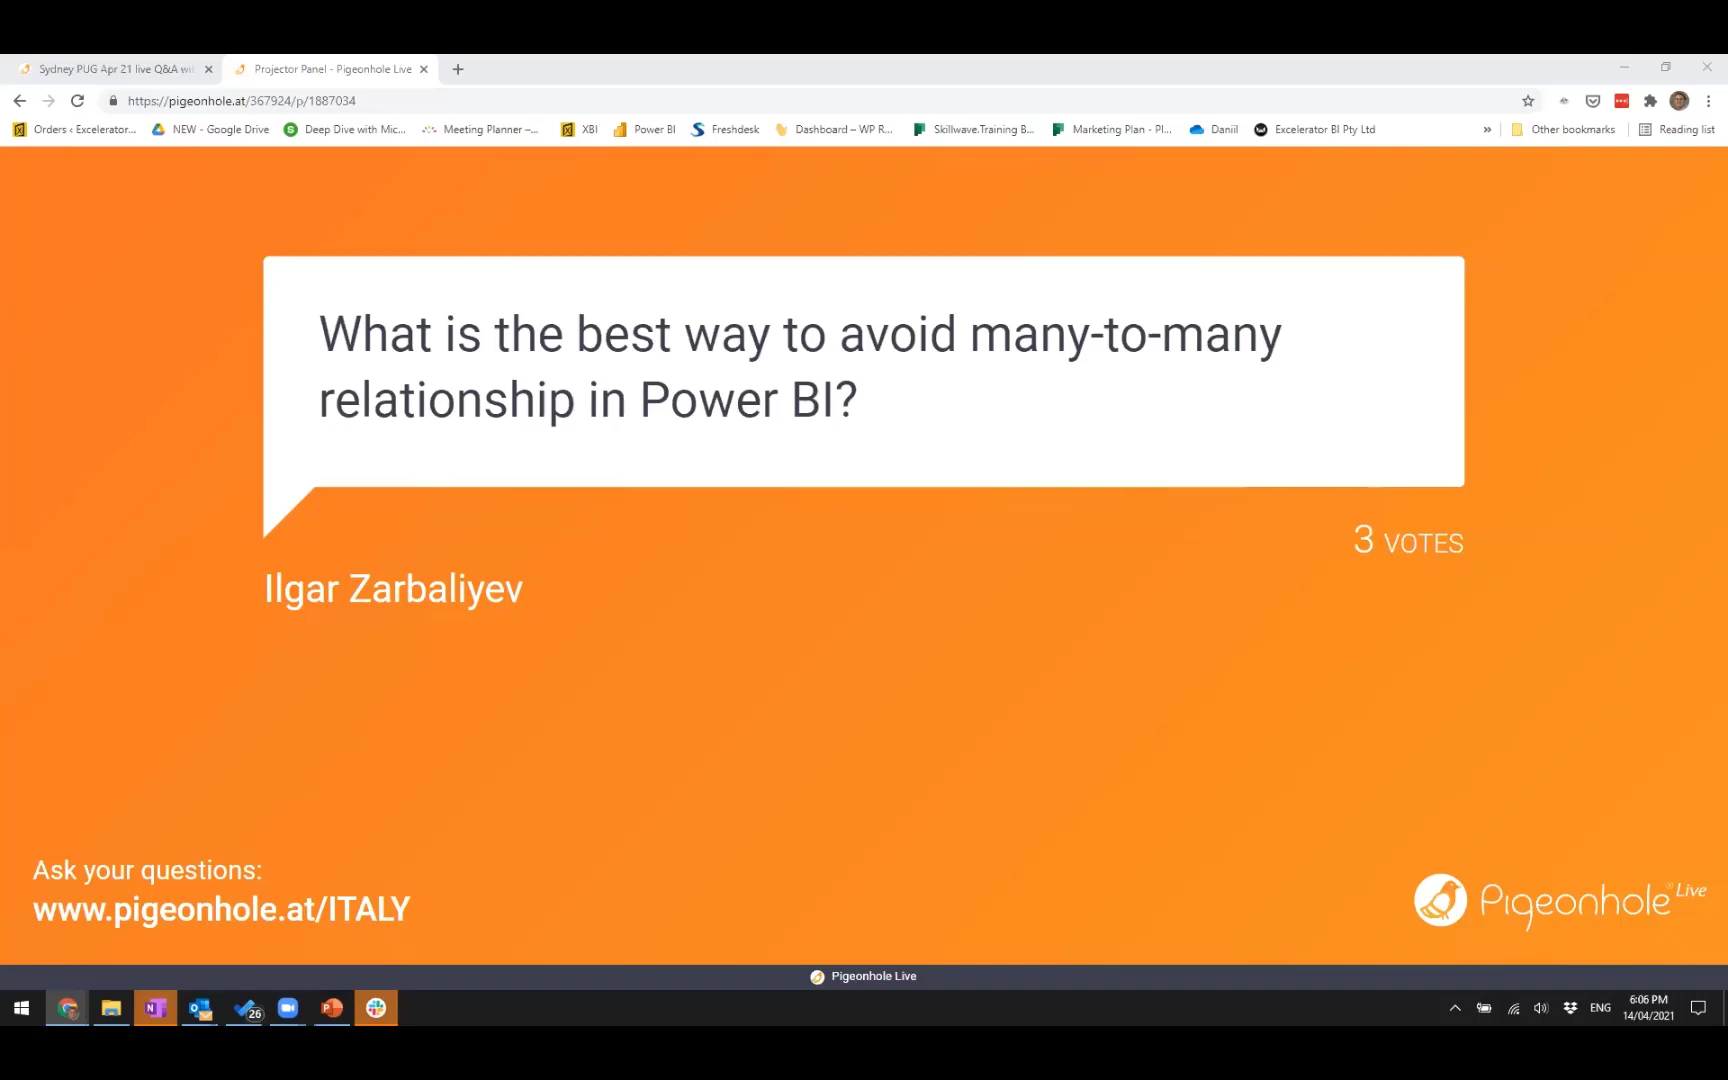 Sydney PUG Apr 21 live Q&A wi
Projector Panel - Pigeonhole Live
https://pigeonhole.at/367924/p/1887034
Orders ‹ Excelerator...
NEW - Google Drive
Deep Dive with Mic...
Meeting Planner –...
XBI
Power BI
Freshdesk
Dashboard – WP R...
Skillwave.Training B...
Marketing Plan - Pl...
Daniil
Excelerator BI Pty Ltd
»
Other bookmarks
Reading list
What is the best way to avoid many-to-many
relationship in Power BI?
3 VOTES
Ilgar Zarbaliyev
Ask your questions:
www.pigeonhole.at/ITALY
Pigeonhole® Live
Pigeonhole Live
26
ENG
6:06 PM
14/04/2021